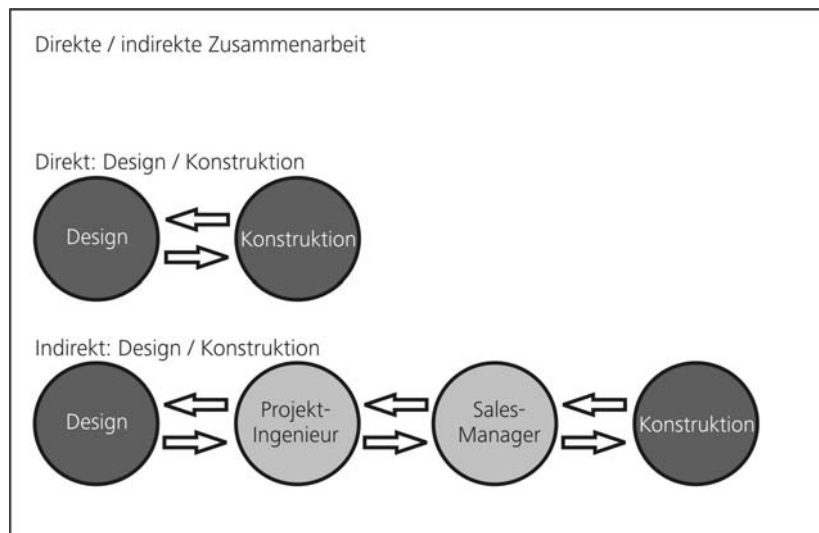 Direkte / indirekte Zusammenarbeit
Direkt: Design / Konstruktion
Design
Konstruktion
Indirekt: Design / Konstruktion
Design
Projekt-
Ingenieur
Sales-
Manager
Konstruktion